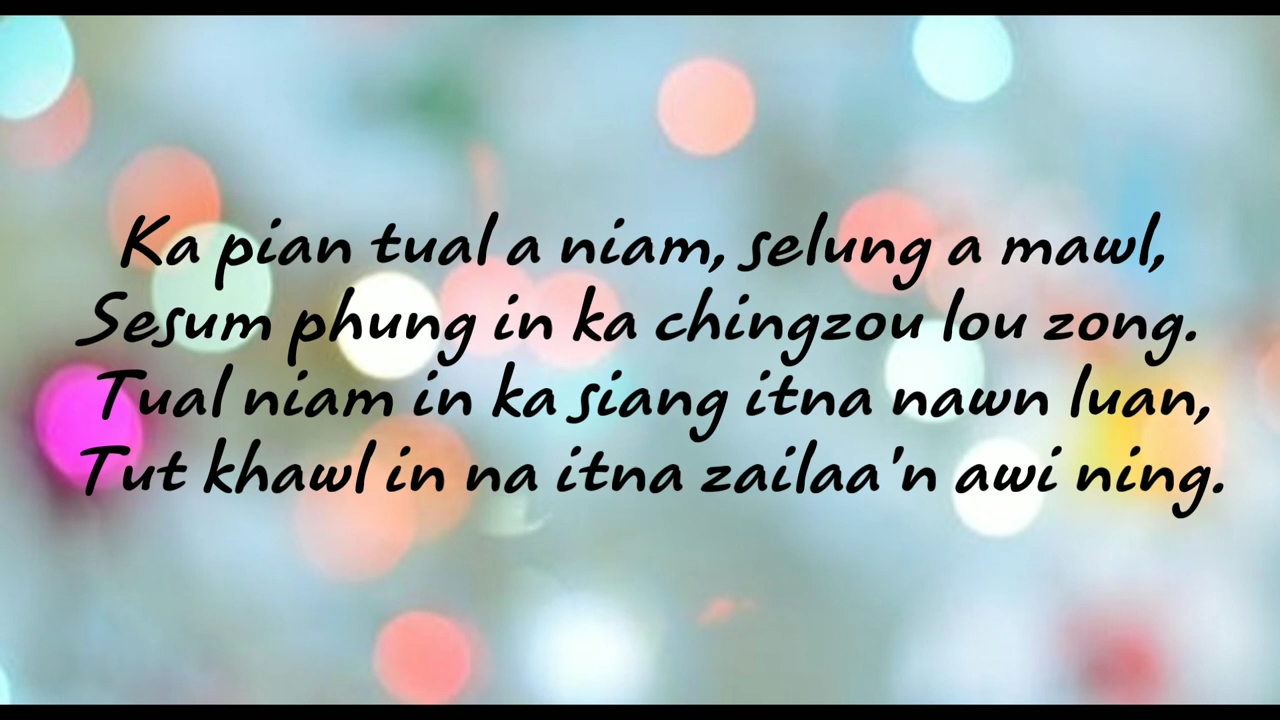 Ka pian tual a niam, selung a mawl,
Sesum phung in ka chingzou lou zong.
Tual niam in ka siang itna nawn luan,
Tut khawl in na itna zailaa'n awi ning.